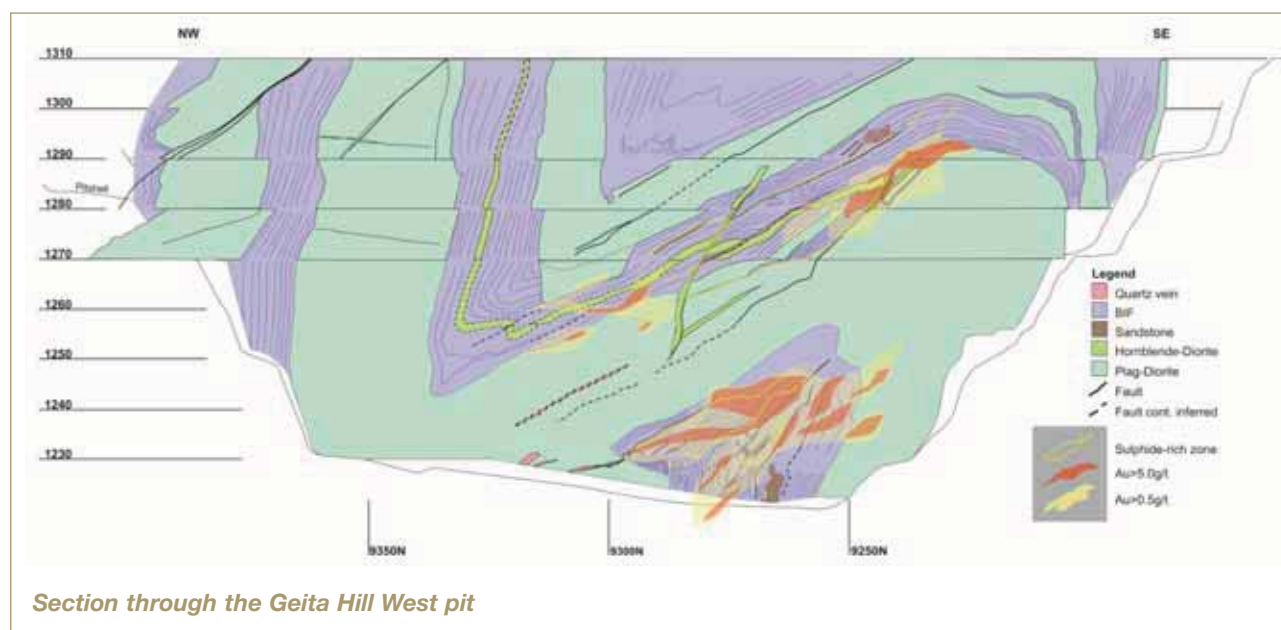 NW
SE
1310
1300
1290
1280
1270
1260
1250
1240
1230
9350N
9300N
9250N
Legend
Quartz vein
BIF
Sandstone
Hornblende-Diorite
Plag-Diorite
Fault
Fault cont. inferred
Sulphide-rich zone
Au>5.0g/t
Au>0.5g/t
Section through the Geita Hill West pit